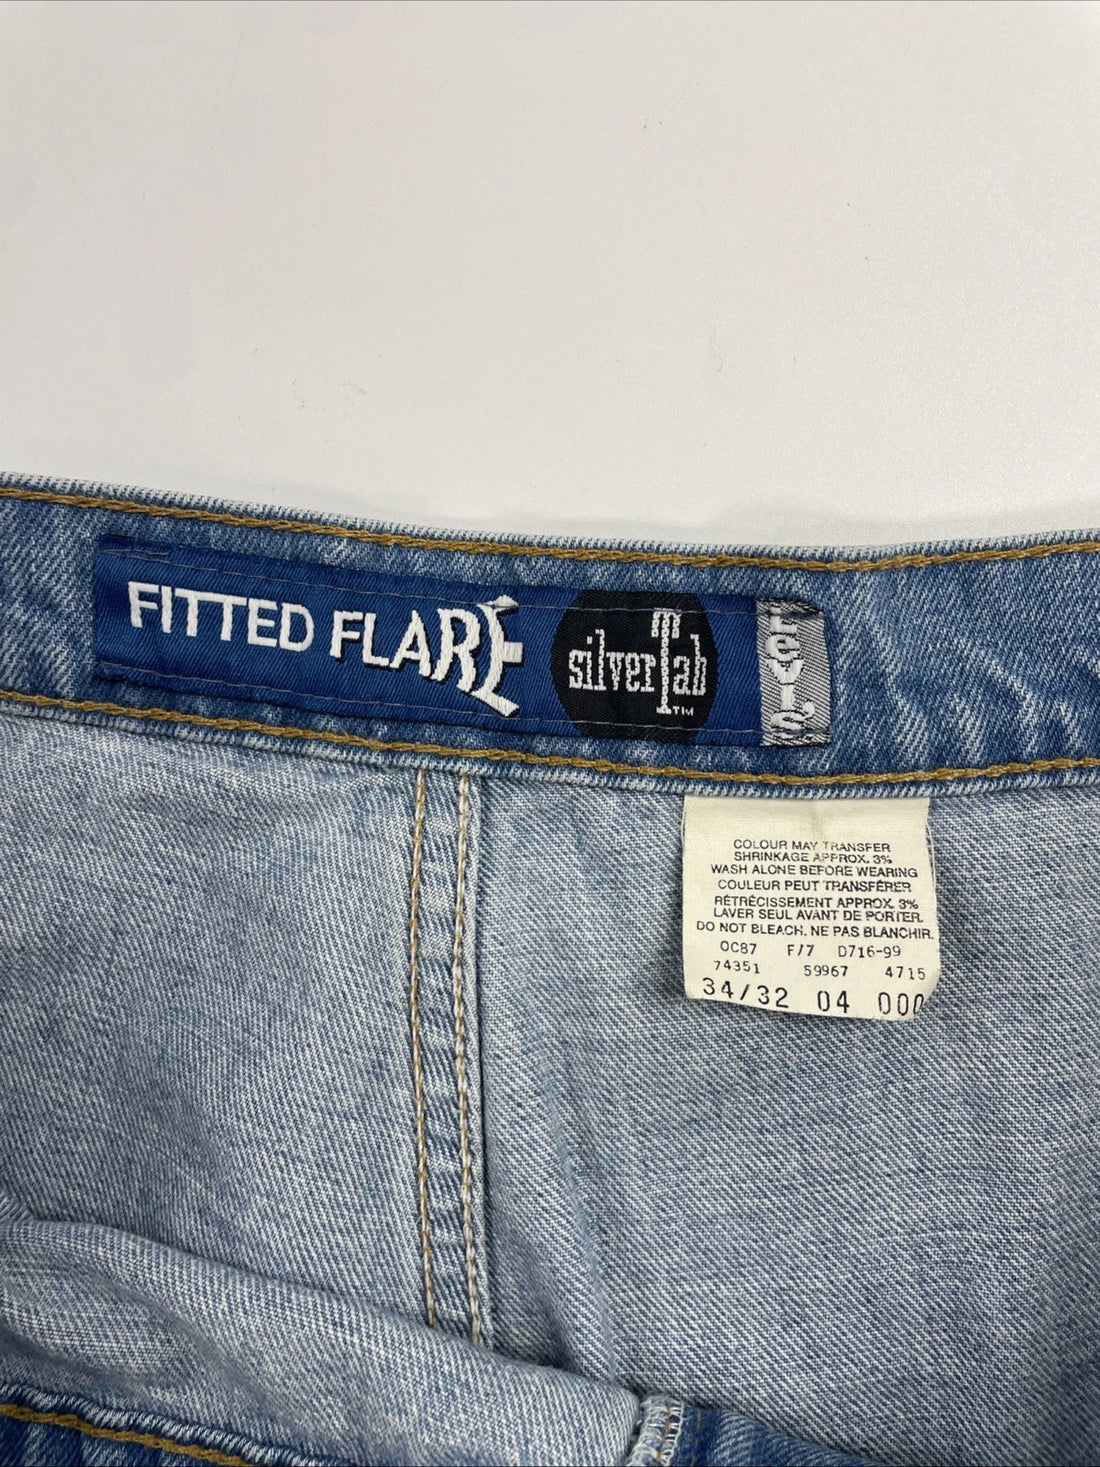 FITTED FLARE silverTab™ Levi's
COLOUR MAY TRANSFER
SHRINKAGE APPROX. 3%
WASH ALONE BEFORE WEARING
COULEUR PEUT TRANSFÉRER
RÉTRÉCISSEMENT APPROX. 3%
LAVER SEUL AVANT DE PORTER.
DO NOT BLEACH. NE PAS BLANCHIR.
OC87 F/7 D716-99
74351 59967 4715
34/32 04 000